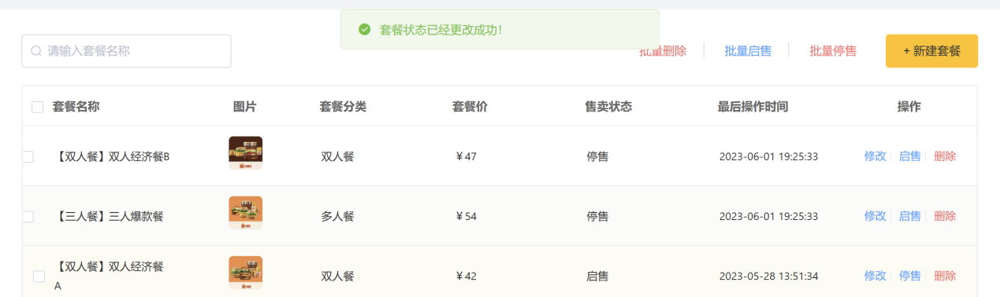 套餐状态已经更改成功！
请输入套餐名称
批量删除
批量启售
批量停售
+ 新建套餐
套餐名称 图片 套餐分类 套餐价 售卖状态 最后操作时间 操作
【双人餐】双人经济餐B 双人餐 ￥47 停售 2023-06-01 19:25:33 修改 启售 删除
【三人餐】三人爆款餐 多人餐 ￥54 停售 2023-06-01 19:25:33 修改 启售 删除
【双人餐】双人经济餐
A
双人餐 ￥42 启售 2023-05-28 13:51:34 修改 停售 删除